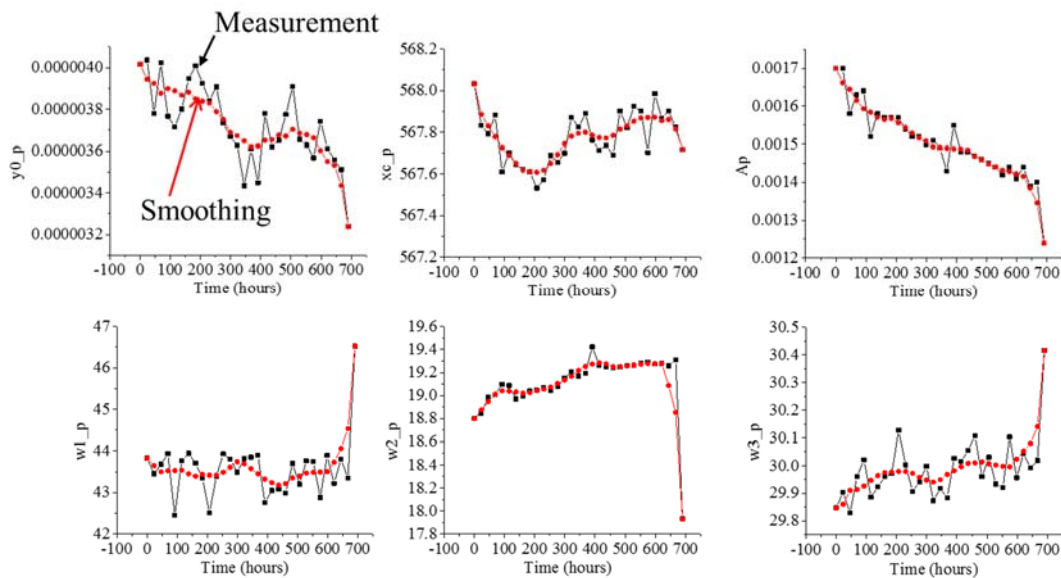 Measurement
Smoothing
0.0000040
0.0000038
0.0000036
0.0000034
0.0000032
y0_p
-100 0 100 200 300 400 500 600 700
Time (hours)
568.2
568.0
567.8
567.6
567.4
567.2
xc_p
-100 0 100 200 300 400 500 600 700
Time (hours)
0.0017
0.0016
0.0015
0.0014
0.0013
0.0012
Ap
-100 0 100 200 300 400 500 600 700
Time (hours)
47
46
45
44
43
42
w1_p
-100 0 100 200 300 400 500 600 700
Time (hours)
19.6
19.4
19.2
19.0
18.8
18.6
18.4
18.2
18.0
17.8
w2_p
-100 0 100 200 300 400 500 600 700
Time (hours)
30.5
30.4
30.3
30.2
30.1
30.0
29.9
29.8
w3_p
-100 0 100 200 300 400 500 600 700
Time (hours)